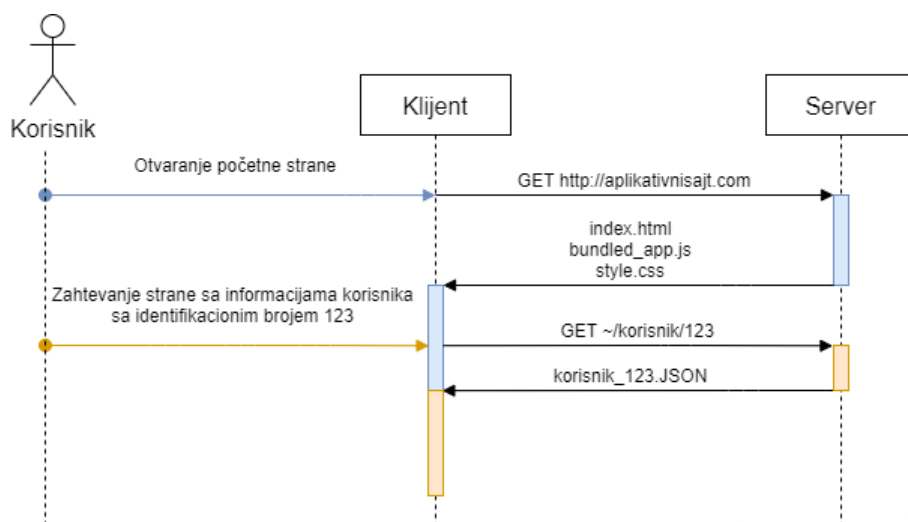 Korisnik
Klijent
Server
Otvaranje početne strane
GET http://aplikativnisajt.com
index.html
bundled_app.js
style.css
Zahtevanje strane sa informacijama korisnika
sa identifikacionim brojem 123
GET ~/korisnik/123
korisnik_123.JSON